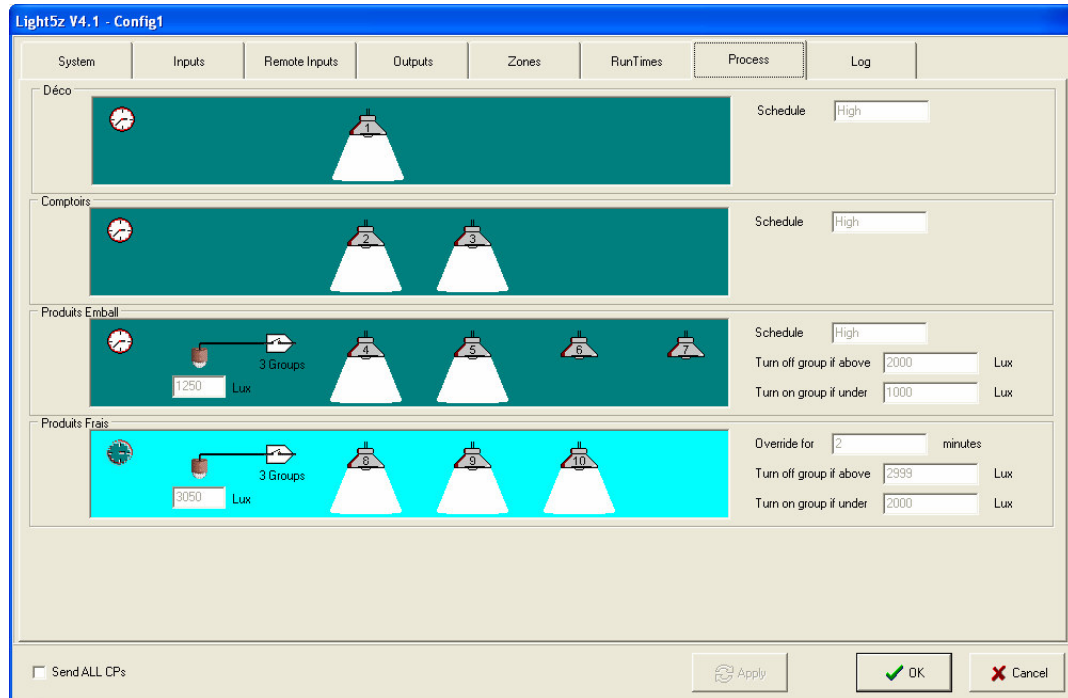 Light5z V4.1 - Config1
System Inputs Remote Inputs Outputs Zones RunTimes Process Log
Déco
1
Schedule High
Comptoirs
2 3
Schedule High
Produits Emball
3 Groups
1250 Lux
4 5 6 7
Schedule High
Turn off group if above 2000 Lux
Turn on group if under 1000 Lux
Produits Frais
3 Groups
3050 Lux
8 9 10
Override for 2 minutes
Turn off group if above 2999 Lux
Turn on group if under 2000 Lux
Send ALL CPs
Apply OK Cancel